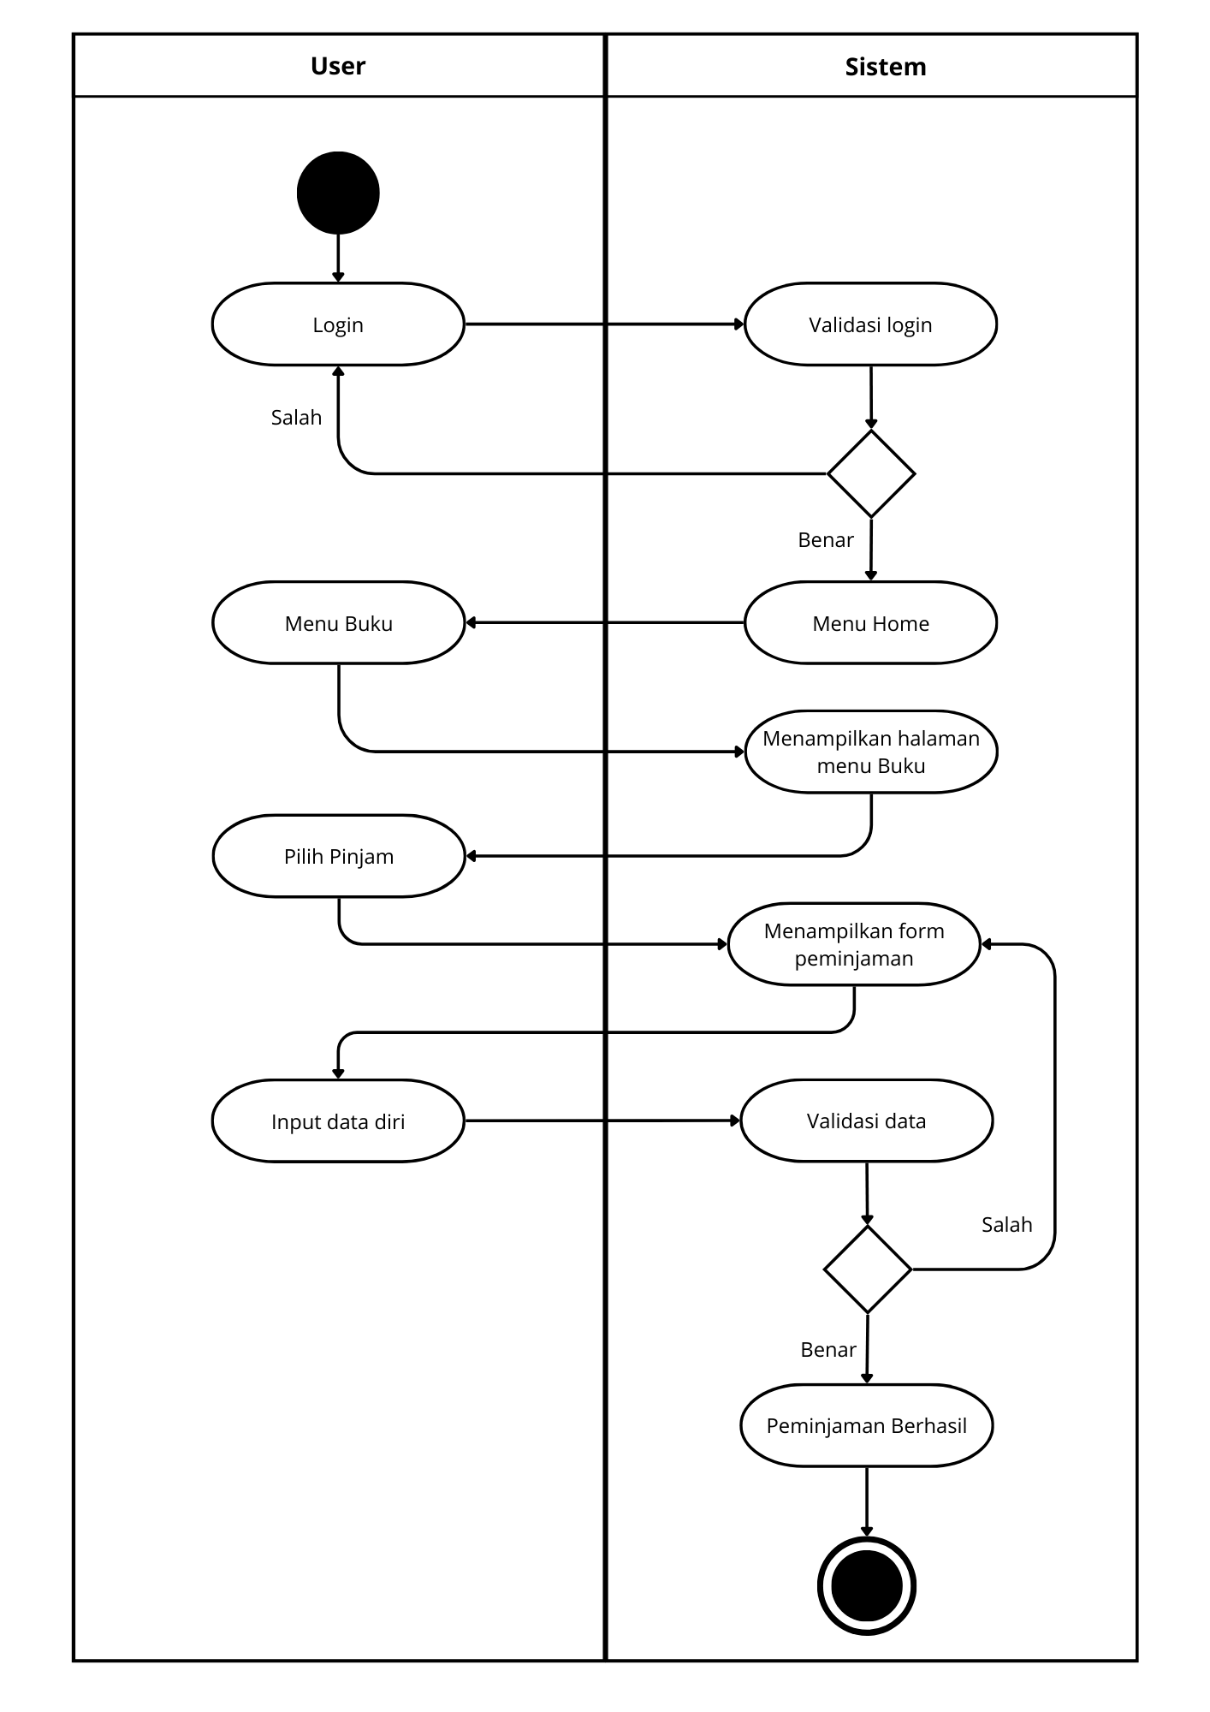 User
Sistem
Login
Validasi login
Salah
Benar
Menu Buku
Menu Home
Menampilkan halaman
menu Buku
Pilih Pinjam
Menampilkan form
peminjaman
Input data diri
Validasi data
Salah
Benar
Peminjaman Berhasil